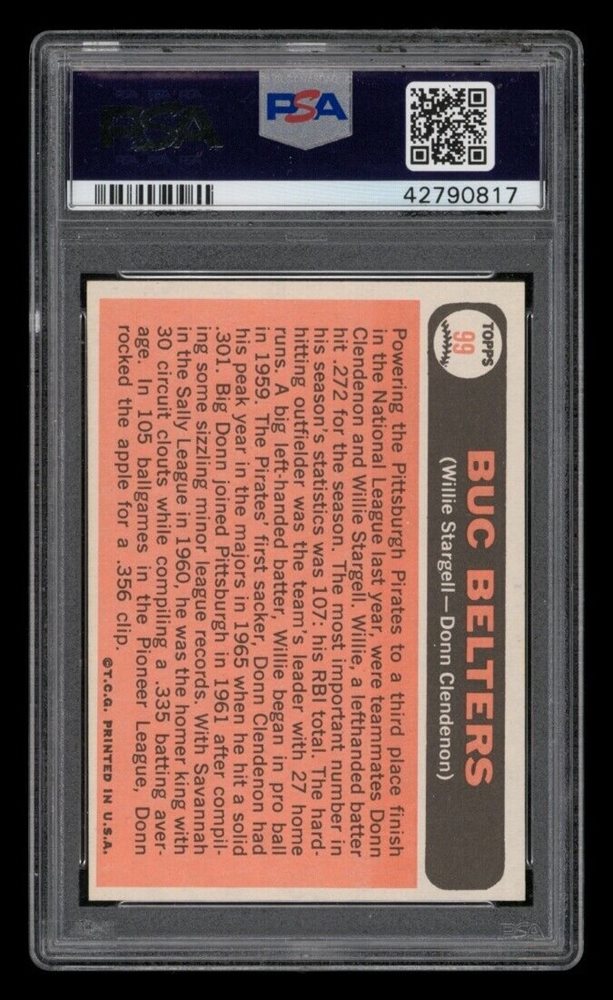 PSA
PSA
42790817
TOPPS
99
BUC BELTERS
(Willie Stargell—Donn Clendenon)
Powering the Pittsburgh Pirates to a third place finish
in the National League last year, were teammates Donn
Clendenon and Willie Stargell. Willie, a lefthanded batter
hit .272 for the season. The most important number in
his season's statistics was 107: his RBI total. The hard-
hitting outfielder was the team's leader with 27 home
runs. A big left-handed batter, Willie began in pro ball
in 1959. The Pirates' first sacker, Donn Clendenon had
his peak year in the majors in 1965 when he hit a solid
.301. Big Donn joined Pittsburgh in 1961 after compil-
ing some sizzling minor league records. With Savannah
in the Sally League in 1960, he was the homer king with
30 circuit clouts while compiling a .335 batting aver-
age. In 105 ballgames in the Pioneer League, Donn
rocked the apple for a .356 clip.
©T.C.G. PRINTED IN U.S.A.
PSA